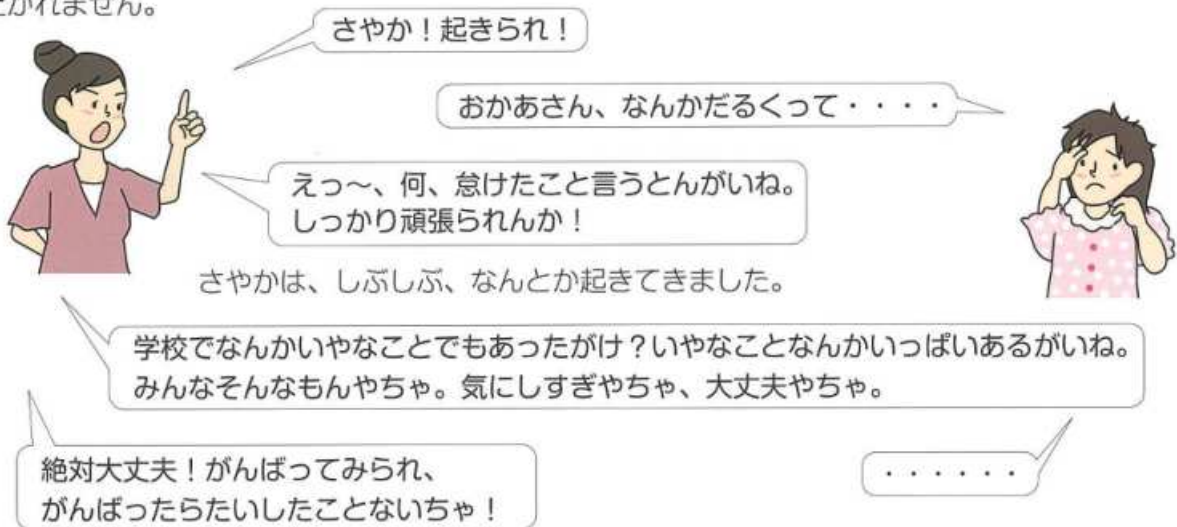 さやか！起きられ！
おかあさん、なんかだるくって・・・・
えっ〜、何、怠けたこと言うとんがいね。
しっかり頑張られんか！
さやかは、しぶしぶ、なんとか起きてきました。
学校でなんかいやなことでもあったがけ？いやなことなんかいっぱいあるがいね。
みんなそんなもんやちゃ。気にしすぎやちゃ、大丈夫やちゃ。
絶対大丈夫！がんばってみられ、
がんばったらたいしたことないちゃ！
・・・・・・